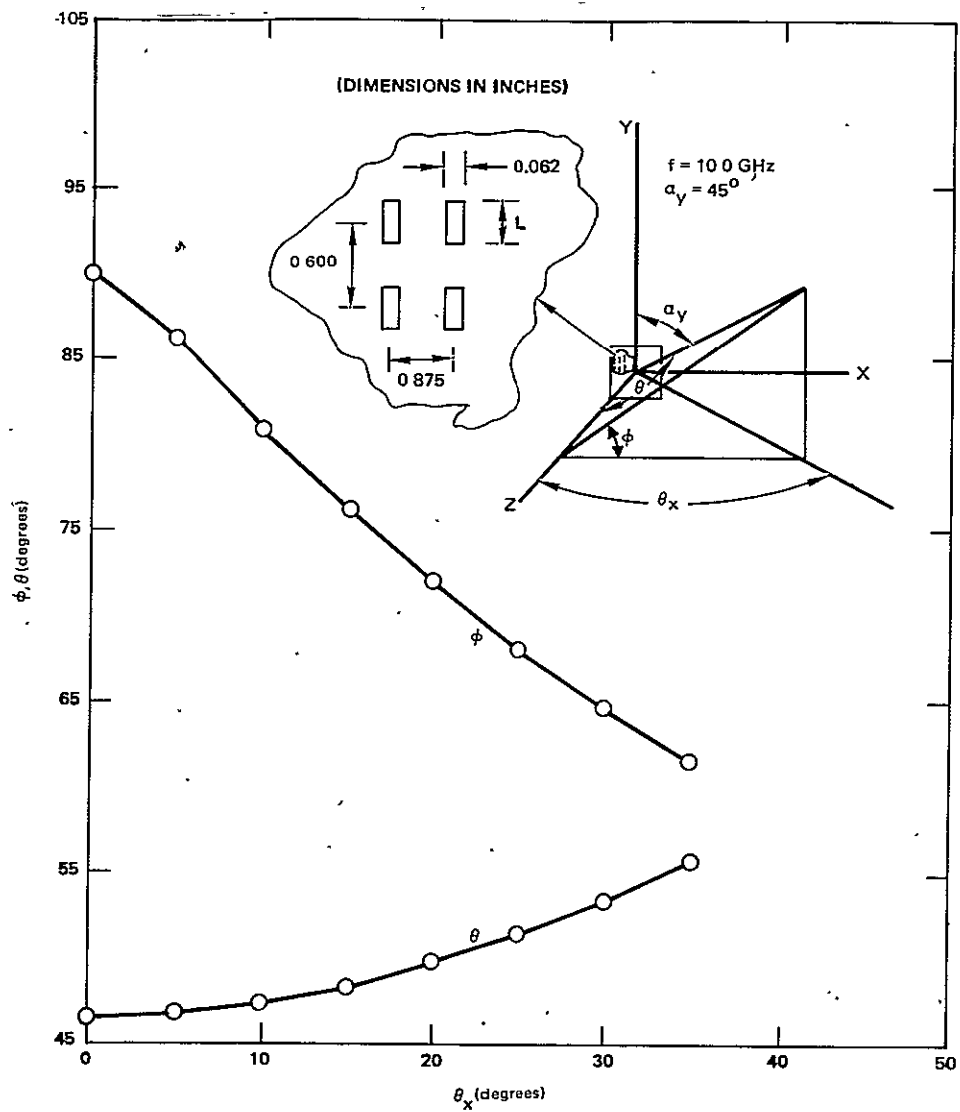 -105
(DIMENSIONS IN INCHES)
Y
f = 10 0 GHz
α_y = 45°
0.062
95
L
0 600
α_y
85
0 875
X
θ
φ
Z
θ_x
75
φ, θ (degrees)
φ
65
55
θ
45
0
10
20
30
40
50
θ_x (degrees)